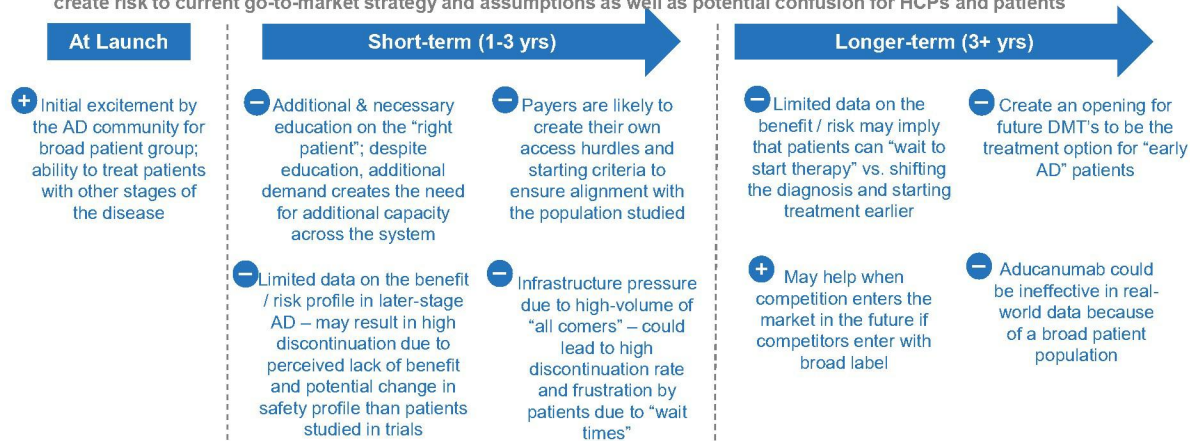 create risk to current go-to-market strategy and assumptions as well as potential confusion for HCPs and patients
At Launch
+ Initial excitement by
the AD community for
broad patient group;
ability to treat patients
with other stages of
the disease
Short-term (1-3 yrs)
− Additional & necessary
education on the “right
patient”; despite
education, additional
demand creates the need
for additional capacity
across the system
− Payers are likely to
create their own
access hurdles and
starting criteria to
ensure alignment with
the population studied
− Limited data on the benefit
/ risk profile in later-stage
AD – may result in high
discontinuation due to
perceived lack of benefit
and potential change in
safety profile than patients
studied in trials
− Infrastructure pressure
due to high-volume of
“all comers” – could
lead to high
discontinuation rate
and frustration by
patients due to “wait
times”
Longer-term (3+ yrs)
− Limited data on the
benefit / risk may imply
that patients can “wait to
start therapy” vs. shifting
the diagnosis and starting
treatment earlier
− Create an opening for
future DMT’s to be the
treatment option for “early
AD” patients
+ May help when
competition enters the
market in the future if
competitors enter with
broad label
− Aducanumab could
be ineffective in real-
world data because
of a broad patient
population